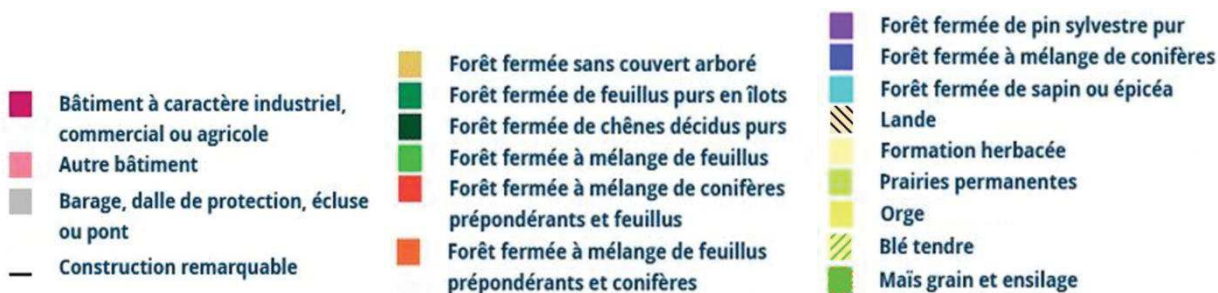 Bâtiment à caractère industriel,
commercial ou agricole
Autre bâtiment
Barage, dalle de protection, écluse
ou pont
Construction remarquable
Forêt fermée sans couvert arboré
Forêt fermée de feuillus purs en îlots
Forêt fermée de chênes décidus purs
Forêt fermée à mélange de feuillus
Forêt fermée à mélange de conifères
prépondérants et feuillus
Forêt fermée à mélange de feuillus
prépondérants et conifères
Forêt fermée de pin sylvestre pur
Forêt fermée à mélange de conifères
Forêt fermée de sapin ou épicéa
Lande
Formation herbacée
Prairies permanentes
Orge
Blé tendre
Maïs grain et ensilage